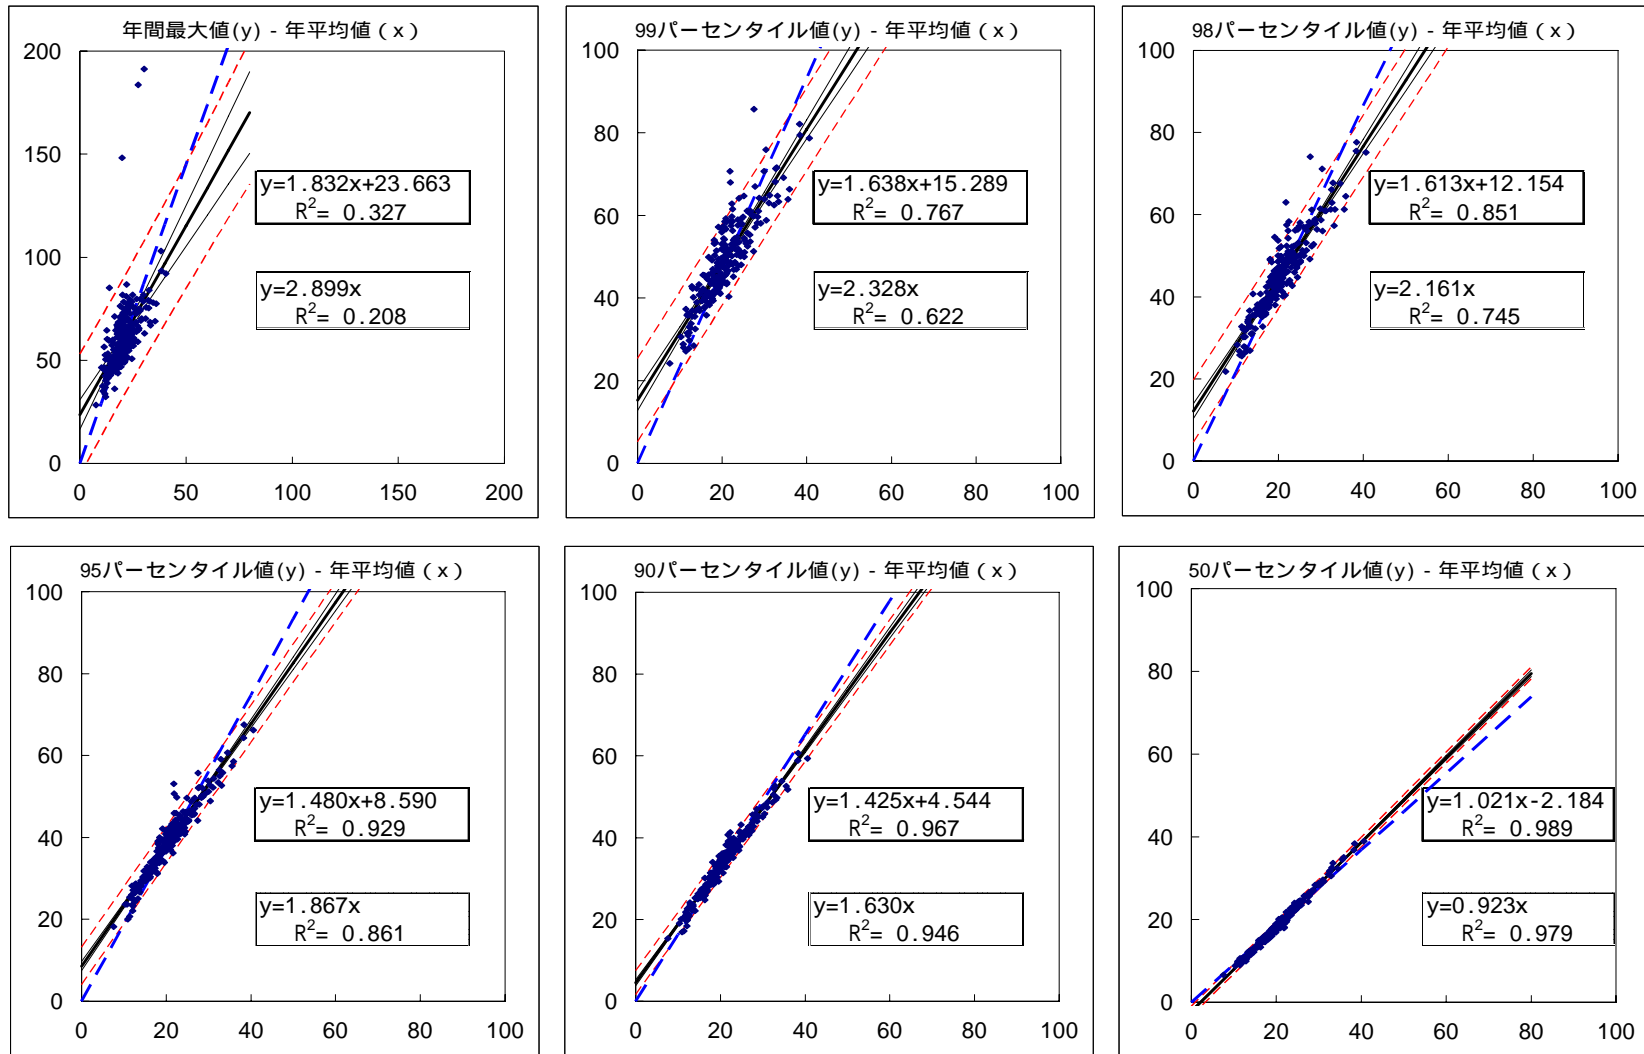 年間最大値(y) - 年平均値（x）
200
150
100
50
0
0 50 100 150 200
y=1.832x+23.663
R²= 0.327
y=2.899x
R²= 0.208
99パーセンタイル値(y) - 年平均値（x）
100
80
60
40
20
0
0 20 40 60 80 100
y=1.638x+15.289
R²= 0.767
y=2.328x
R²= 0.622
98パーセンタイル値(y) - 年平均値（x）
100
80
60
40
20
0
0 20 40 60 80 100
y=1.613x+12.154
R²= 0.851
y=2.161x
R²= 0.745
95パーセンタイル値(y) - 年平均値（x）
100
80
60
40
20
0
0 20 40 60 80 100
y=1.480x+8.590
R²= 0.929
y=1.867x
R²= 0.861
90パーセンタイル値(y) - 年平均値（x）
100
80
60
40
20
0
0 20 40 60 80 100
y=1.425x+4.544
R²= 0.967
y=1.630x
R²= 0.946
50パーセンタイル値(y) - 年平均値（x）
100
80
60
40
20
0
0 20 40 60 80 100
y=1.021x-2.184
R²= 0.989
y=0.923x
R²= 0.979